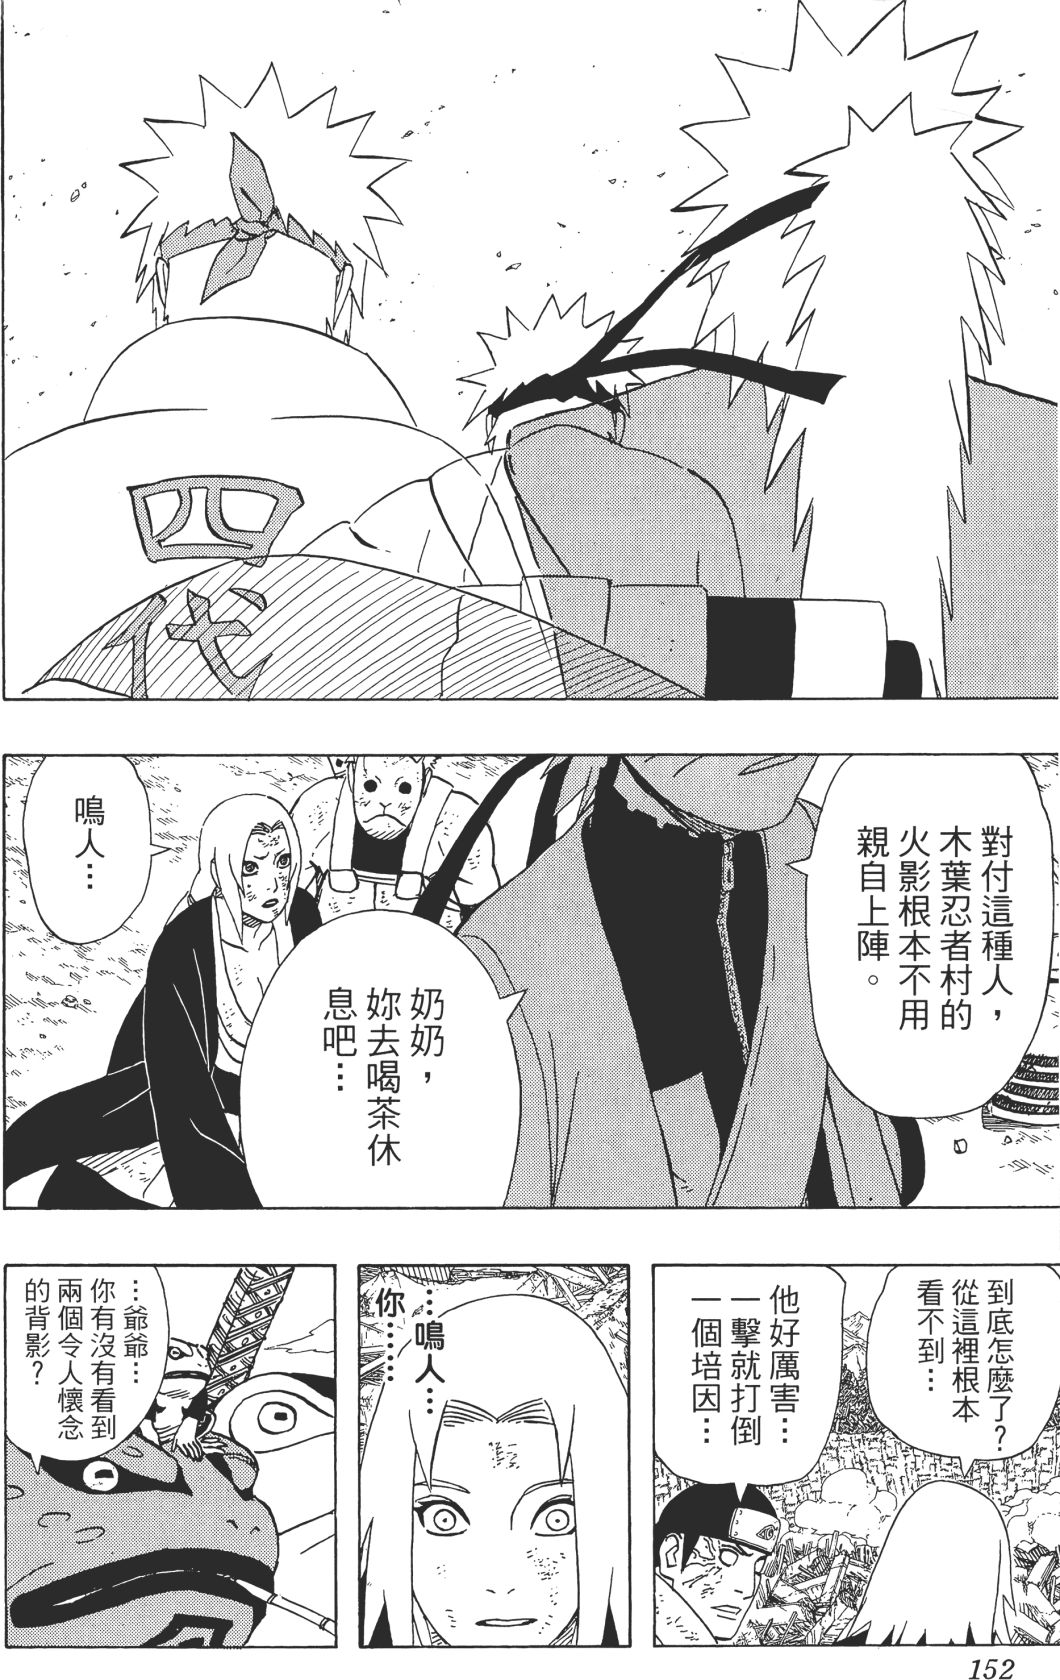 四
代
對付這種人，
木葉忍者村的
火影根本不用
親自上陣。
奶奶，
妳去喝茶休
息吧…
鳴人…
到底怎麼了？
從這裡根本
看不到…
他好厲害…
一擊就打倒
一個培因…
…鳴人…
你……
…爺爺…
你有沒有看到
兩個令人懷念
的背影？
152